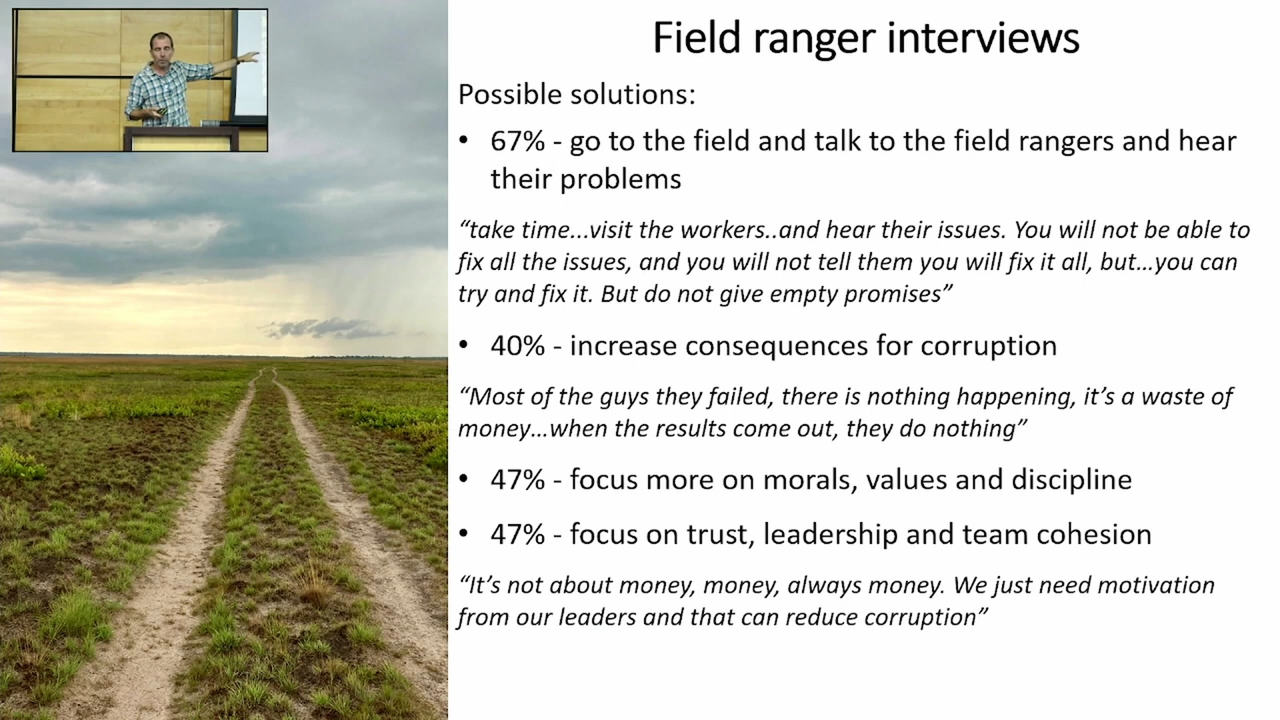 Field ranger interviews
Possible solutions:
• 67% - go to the field and talk to the field rangers and hear
their problems
“take time...visit the workers..and hear their issues. You will not be able to
fix all the issues, and you will not tell them you will fix it all, but…you can
try and fix it. But do not give empty promises”
• 40% - increase consequences for corruption
“Most of the guys they failed, there is nothing happening, it’s a waste of
money…when the results come out, they do nothing”
• 47% - focus more on morals, values and discipline
• 47% - focus on trust, leadership and team cohesion
“It’s not about money, money, always money. We just need motivation
from our leaders and that can reduce corruption”